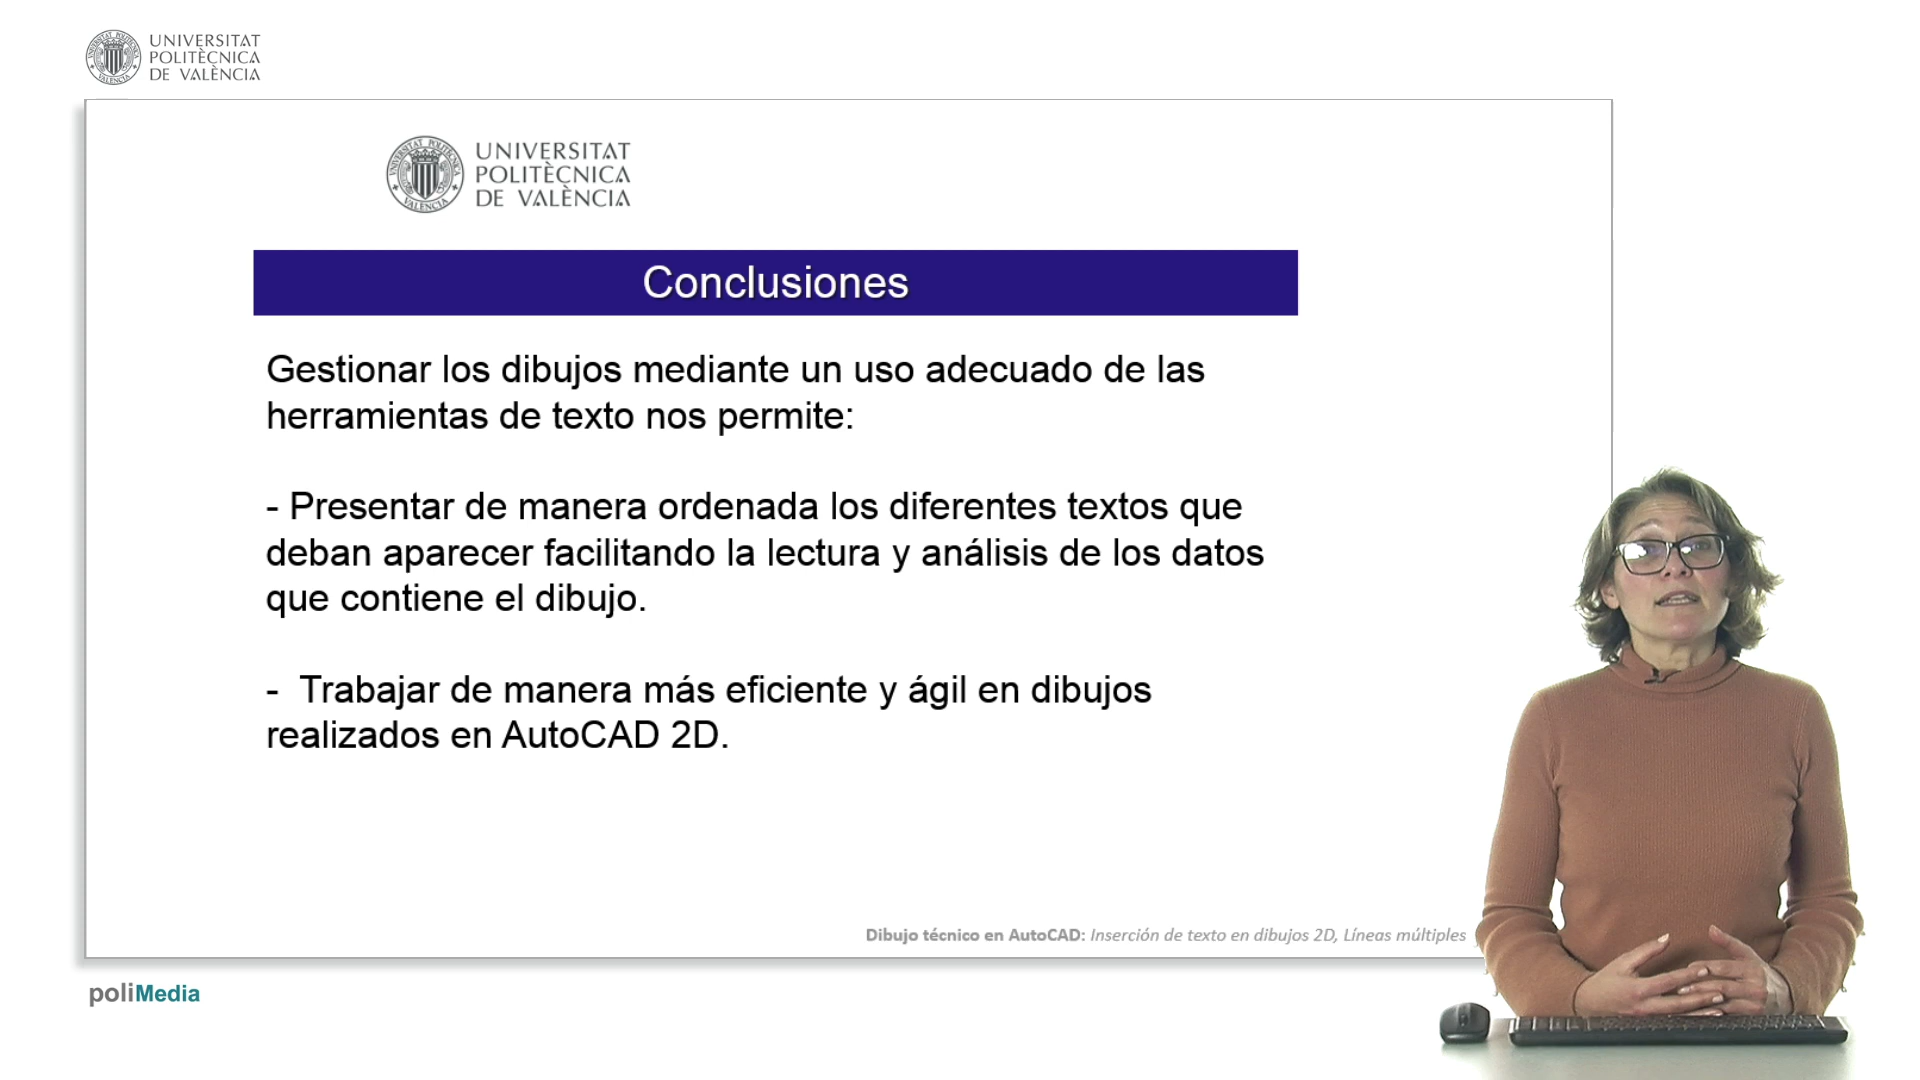 UNIVERSITAT
POLITÈCNICA
DE VALÈNCIA
UNIVERSITAT
POLITÈCNICA
DE VALÈNCIA
Conclusiones
Gestionar los dibujos mediante un uso adecuado de las
herramientas de texto nos permite:
- Presentar de manera ordenada los diferentes textos que
deban aparecer facilitando la lectura y análisis de los datos
que contiene el dibujo.
- Trabajar de manera más eficiente y ágil en dibujos
realizados en AutoCAD 2D.
Dibujo técnico en AutoCAD: Inserción de texto en dibujos 2D, Líneas múltiples
poliMedia